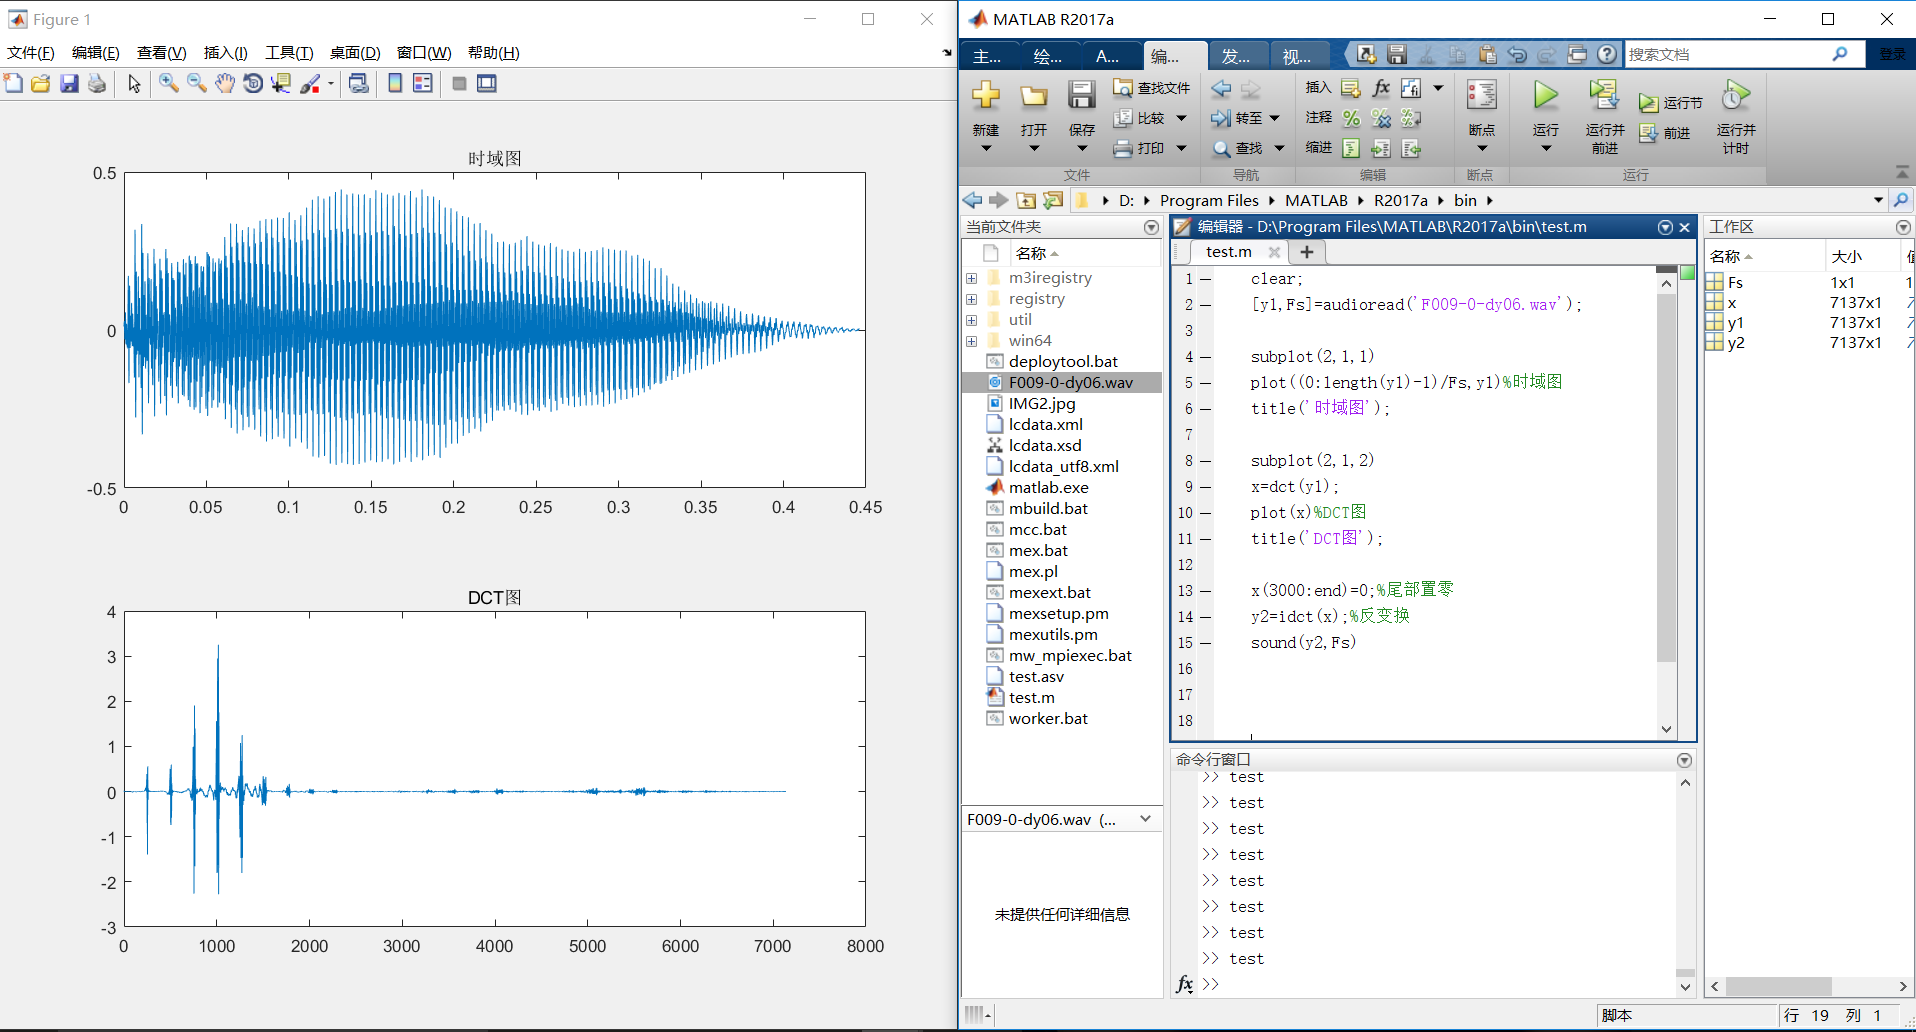 Figure 1
文件(F) 编辑(E) 查看(V) 插入(I) 工具(T) 桌面(D) 窗口(W) 帮助(H)
时域图
0.5
0
-0.5
0 0.05 0.1 0.15 0.2 0.25 0.3 0.35 0.4 0.45
DCT图
4
3
2
1
0
-1
-2
-3
0 1000 2000 3000 4000 5000 6000 7000 8000
MATLAB R2017a
主... 绘... A... 编... 发... 视...
搜索文档
登录
新建 打开 保存
查找文件
比较
打印
文件
转至
查找
导航
插入 fx
注释
缩进
编辑
断点
断点
运行
运行并
前进
运行节
前进
运行并
计时
运行
D: Program Files MATLAB R2017a bin
当前文件夹
名称
m3iregistry
registry
util
win64
deploytool.bat
F009-0-dy06.wav
IMG2.jpg
lcdata.xml
lcdata.xsd
lcdata_utf8.xml
matlab.exe
mbuild.bat
mcc.bat
mex.bat
mex.pl
mexext.bat
mexsetup.pm
mexutils.pm
mw_mpiexec.bat
test.asv
test.m
worker.bat
F009-0-dy06.wav (...
未提供任何详细信息
编辑器 - D:\Program Files\MATLAB\R2017a\bin\test.m
test.m
1 clear;
2 [y1,Fs]=audioread('F009-0-dy06.wav');
3
4 subplot(2,1,1)
5 plot((0:length(y1)-1)/Fs,y1)%时域图
6 title('时域图');
7
8 subplot(2,1,2)
9 x=dct(y1);
10 plot(x)%DCT图
11 title('DCT图');
12
13 x(3000:end)=0;%尾部置零
14 y2=idct(x);%反变换
15 sound(y2,Fs)
16
17
18
命令行窗口
>> test
>> test
>> test
>> test
>> test
>> test
>> test
>> test
fx >>
工作区
名称 大小
Fs 1x1
x 7137x1
y1 7137x1
y2 7137x1
脚本
行 19 列 1